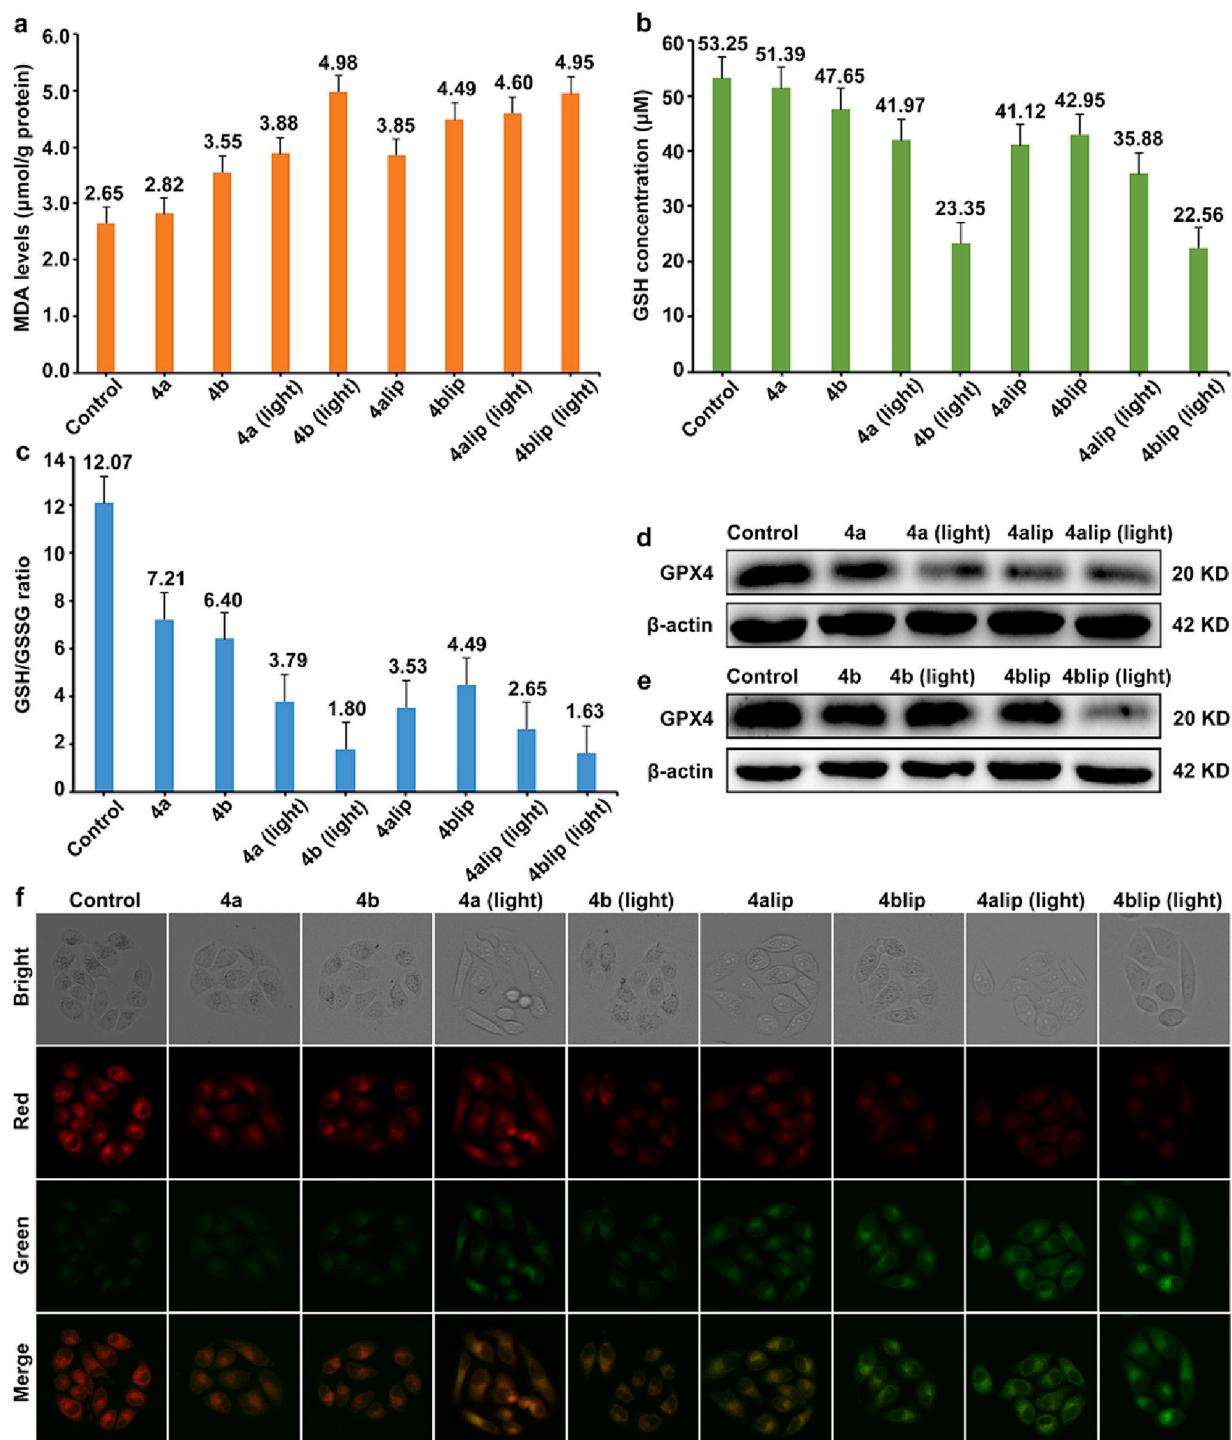 a
MDA levels (μmol/g protein)
6.0
5.0
4.0
3.0
2.0
1.0
0.0
2.65
2.82
3.55
3.88
4.98
3.85
4.49
4.60
4.95
Control
4a
4b
4a (light)
4b (light)
4alip
4blip
4alip (light)
4blip (light)
b
GSH concentration (μM)
60
50
40
30
20
10
0
53.25
51.39
47.65
41.97
23.35
41.12
42.95
35.88
22.56
Control
4a
4b
4a (light)
4b (light)
4alip
4blip
4alip (light)
4blip (light)
c
GSH/GSSG ratio
14
12
10
8
6
4
2
0
12.07
7.21
6.40
3.79
1.80
3.53
4.49
2.65
1.63
Control
4a
4b
4a (light)
4b (light)
4alip
4blip
4alip (light)
4blip (light)
d
Control 4a 4a (light) 4alip 4alip (light)
GPX4 20 KD
β-actin 42 KD
e
Control 4b 4b (light) 4blip 4blip (light)
GPX4 20 KD
β-actin 42 KD
f
Control 4a 4b 4a (light) 4b (light) 4alip 4blip 4alip (light) 4blip (light)
Bright
Red
Green
Merge